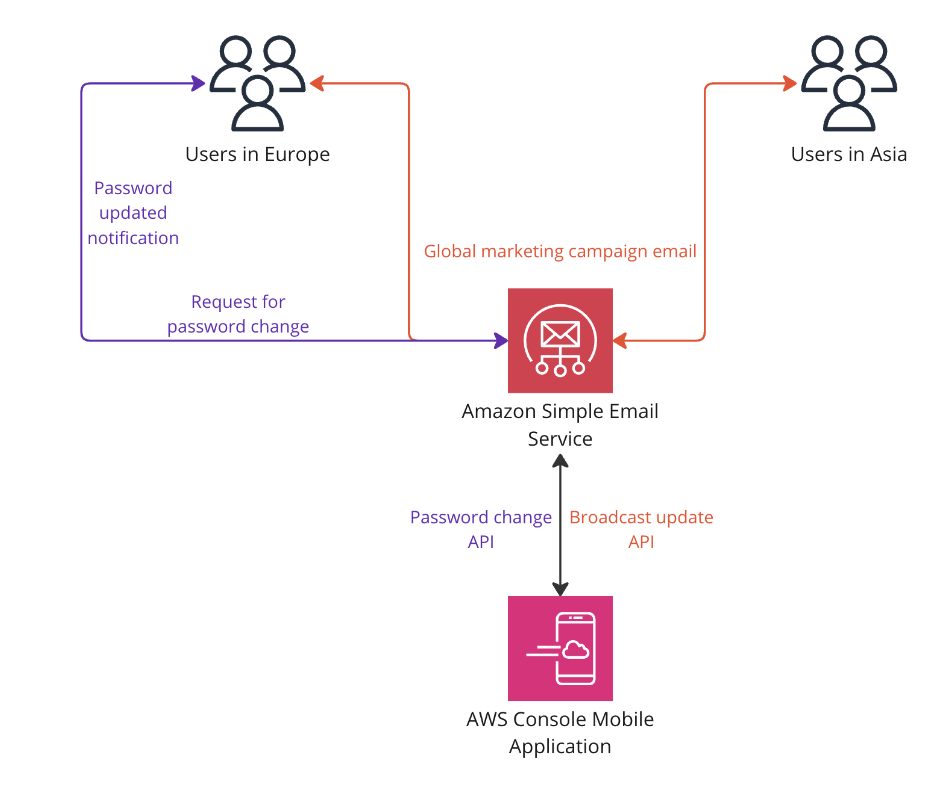 Users in Europe
Users in Asia
Password
updated
notification
Global marketing campaign email
Request for
password change
Amazon Simple Email
Service
Password change
API
Broadcast update
API
AWS Console Mobile
Application